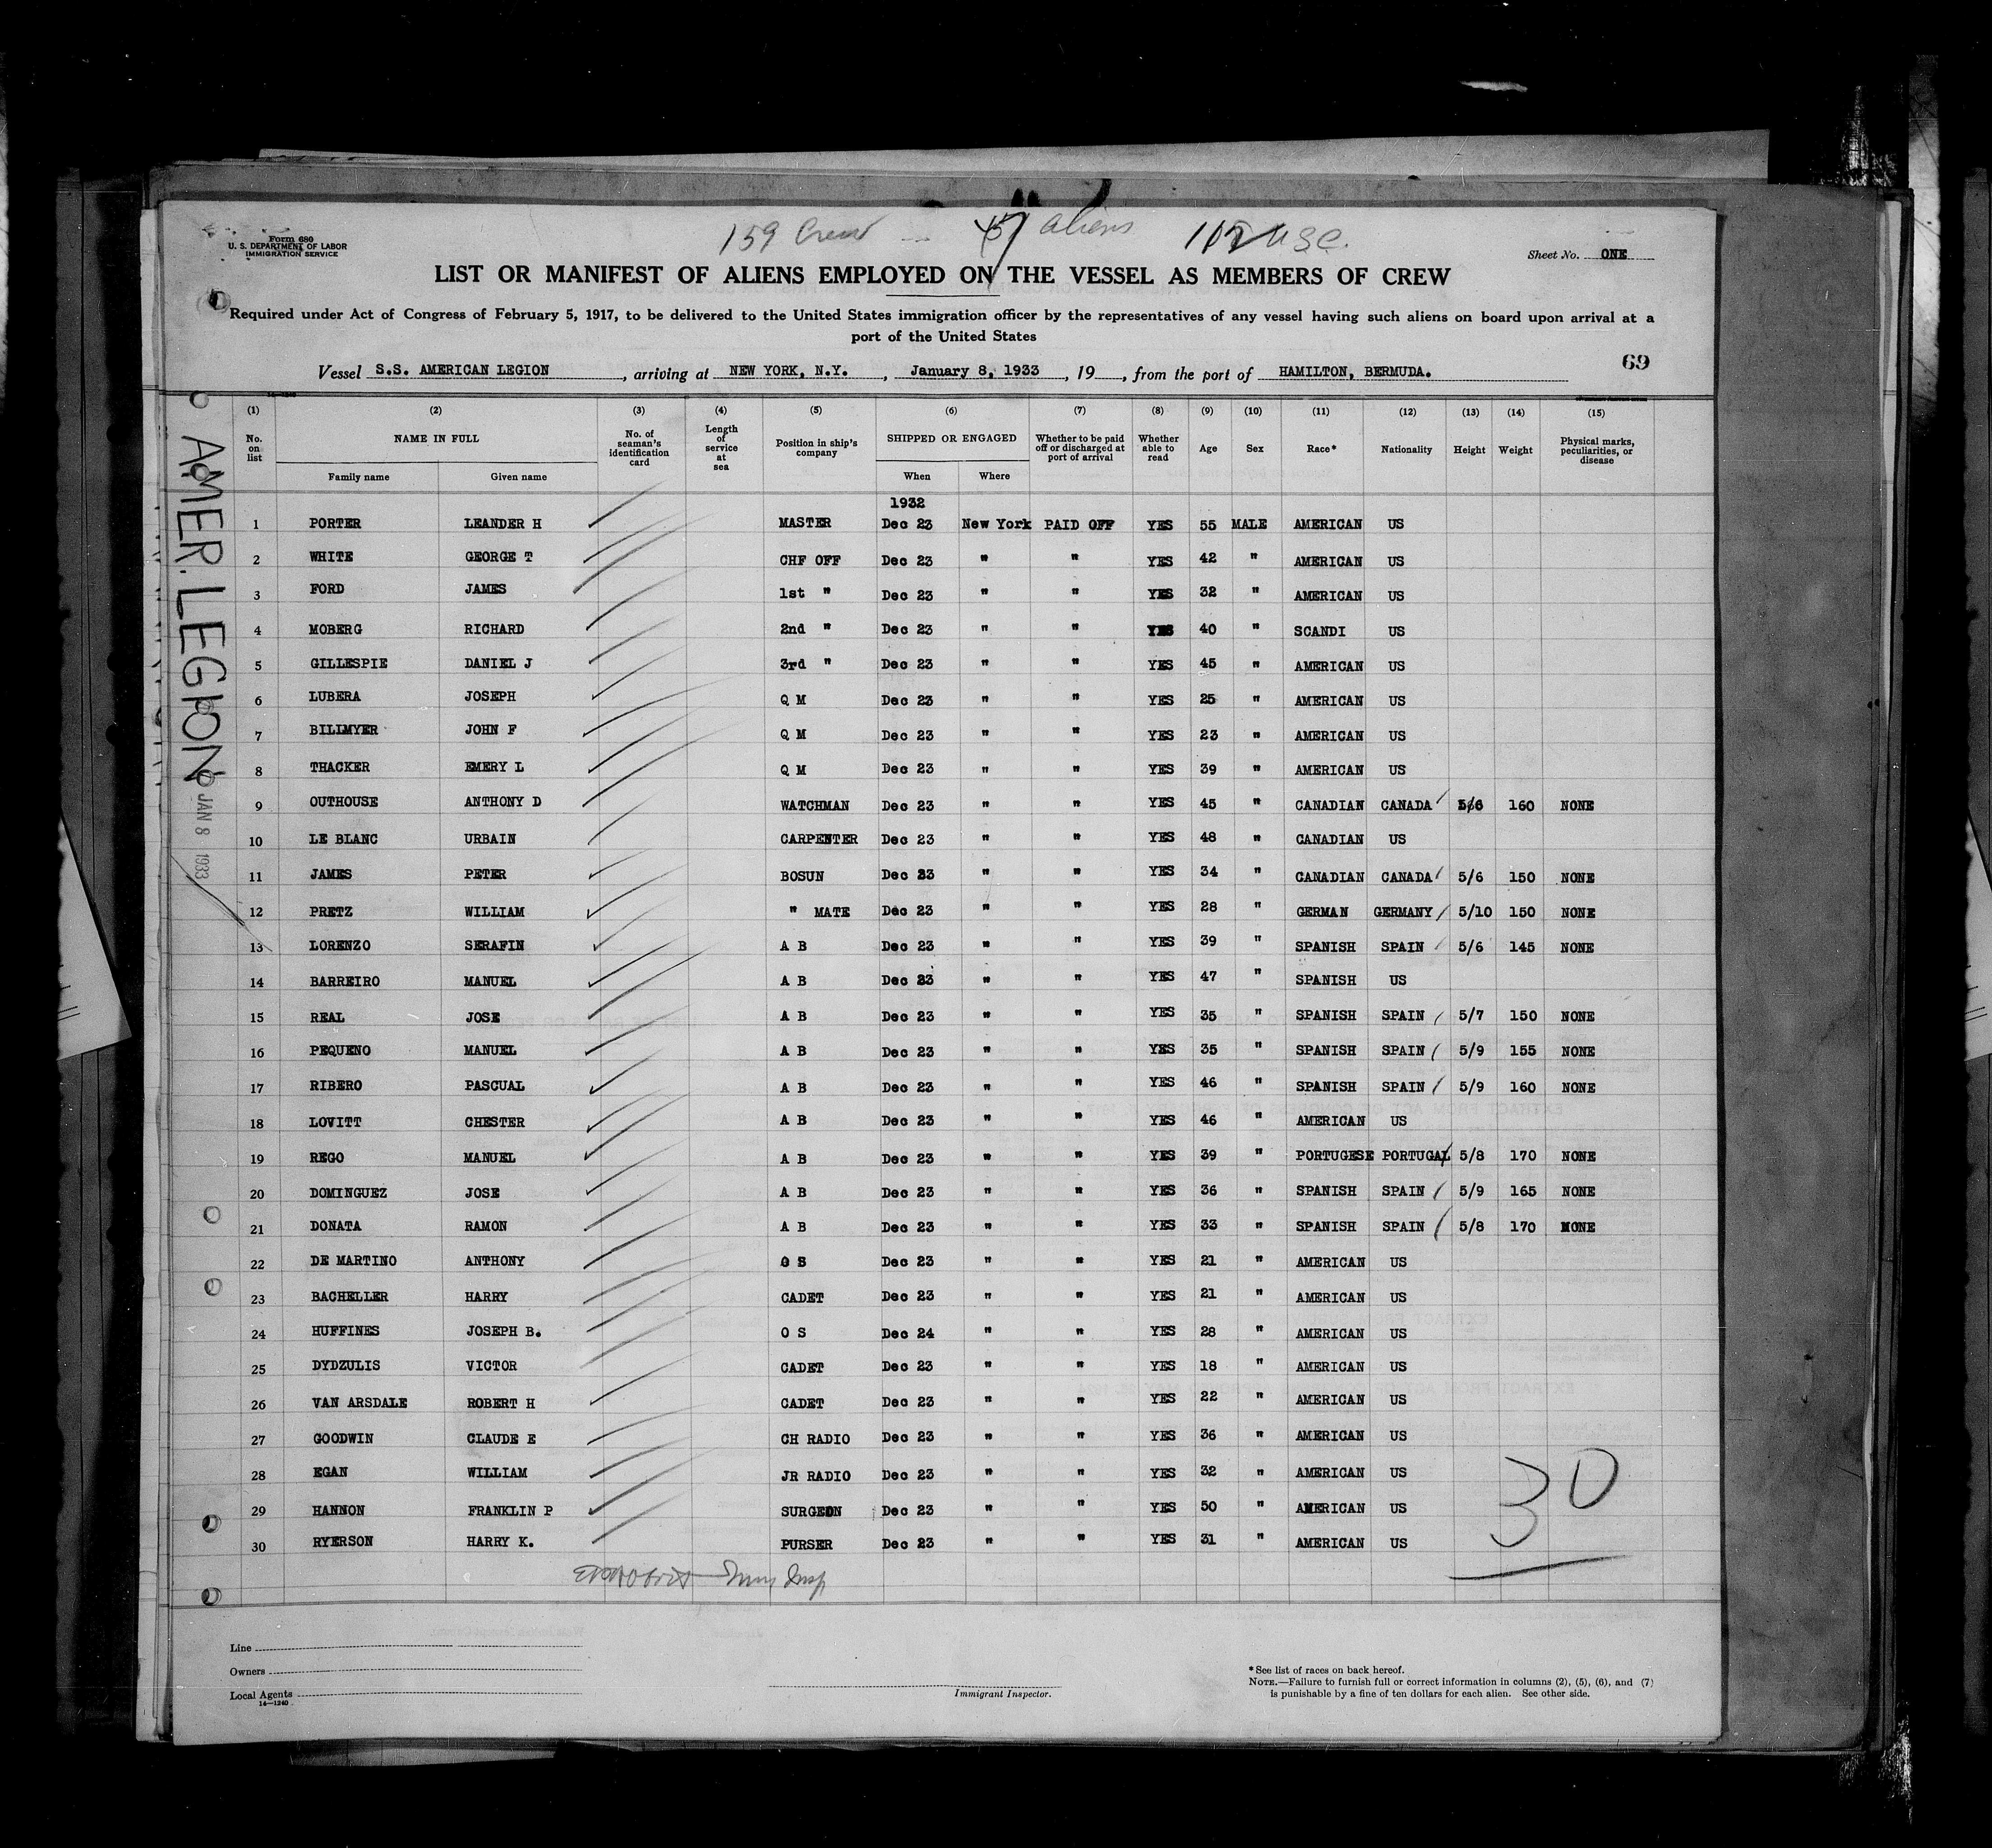 159 Crew — 57 aliens 102 USC.
Form 680
U. S. DEPARTMENT OF LABOR
IMMIGRATION SERVICE
Sheet No. ONE
LIST OR MANIFEST OF ALIENS EMPLOYED ON THE VESSEL AS MEMBERS OF CREW
Required under Act of Congress of February 5, 1917, to be delivered to the United States immigration officer by the representatives of any vessel having such aliens on board upon arrival at a
port of the United States
69
Vessel S.S. AMERICAN LEGION, arriving at NEW YORK, N.Y., January 8, 1933, 19 , from the port of HAMILTON, BERMUDA.
AMER. LEGION JAN 8 1933
14-1240
(1) (2) (3) (4) (5) (6) (7) (8) (9) (10) (11) (12) (13) (14) (15)
No. on list NAME IN FULL No. of seaman's identification card Length of service at sea Position in ship's company SHIPPED OR ENGAGED Whether to be paid off or discharged at port of arrival Whether able to read Age Sex Race* Nationality Height Weight Physical marks, peculiarities, or disease
Family name Given name When Where
1932
1 PORTER LEANDER H MASTER Dec 23 New York PAID OFF YES 55 MALE AMERICAN US
2 WHITE GEORGE T CHF OFF Dec 23 " " YES 42 " AMERICAN US
3 FORD JAMES 1st " Dec 23 " " YES 32 " AMERICAN US
4 MOBERG RICHARD 2nd " Dec 23 " " YES 40 " SCANDI US
5 GILLESPIE DANIEL J 3rd " Dec 23 " " YES 45 " AMERICAN US
6 LUBERA JOSEPH Q M Dec 23 " " YES 25 " AMERICAN US
7 BILLMYER JOHN F Q M Dec 23 " " YES 23 " AMERICAN US
8 THACKER EMERY L Q M Dec 23 " " YES 39 " AMERICAN US
9 OUTHOUSE ANTHONY D WATCHMAN Dec 23 " " YES 45 " CANADIAN CANADA 5/6 160 NONE
10 LE BLANC URBAIN CARPENTER Dec 23 " " YES 48 " CANADIAN US
11 JAMES PETER BOSUN Dec 23 " " YES 34 " CANADIAN CANADA 5/6 150 NONE
12 PRETZ WILLIAM " MATE Dec 23 " " YES 28 " GERMAN GERMANY 5/10 150 NONE
13 LORENZO SERAFIN A B Dec 23 " " YES 39 " SPANISH SPAIN 5/6 145 NONE
14 BARREIRO MANUEL A B Dec 23 " " YES 47 " SPANISH US
15 REAL JOSE A B Dec 23 " " YES 35 " SPANISH SPAIN 5/7 150 NONE
16 PEQUENO MANUEL A B Dec 23 " " YES 35 " SPANISH SPAIN 5/9 155 NONE
17 RIBERO PASCUAL A B Dec 23 " " YES 46 " SPANISH SPAIN 5/9 160 NONE
18 LOVITT CHESTER A B Dec 23 " " YES 46 " AMERICAN US
19 REGO MANUEL A B Dec 23 " " YES 39 " PORTUGESE PORTUGAL 5/8 170 NONE
20 DOMINGUEZ JOSE A B Dec 23 " " YES 36 " SPANISH SPAIN 5/9 165 NONE
21 DONATA RAMON A B Dec 23 " " YES 33 " SPANISH SPAIN 5/8 170 NONE
22 DE MARTINO ANTHONY O S Dec 23 " " YES 21 " AMERICAN US
23 BACHELLER HARRY CADET Dec 23 " " YES 21 " AMERICAN US
24 HUFFINES JOSEPH B. O S Dec 24 " " YES 28 " AMERICAN US
25 DYDZULIS VICTOR CADET Dec 23 " " YES 18 " AMERICAN US
26 VAN ARSDALE ROBERT H CADET Dec 23 " " YES 22 " AMERICAN US
27 GOODWIN CLAUDE E CH RADIO Dec 23 " " YES 36 " AMERICAN US
28 EGAN WILLIAM JR RADIO Dec 23 " " YES 32 " AMERICAN US
29 HANNON FRANKLIN P SURGEON Dec 23 " " YES 50 " AMERICAN US
30 RYERSON HARRY K. PURSER Dec 23 " " YES 31 " AMERICAN US
30
Imm Insp
Line
Owners
Local Agents
14—1240
Immigrant Inspector.
*See list of races on back hereof.
NOTE.—Failure to furnish full or correct information in columns (2), (5), (6), and (7)
is punishable by a fine of ten dollars for each alien. See other side.